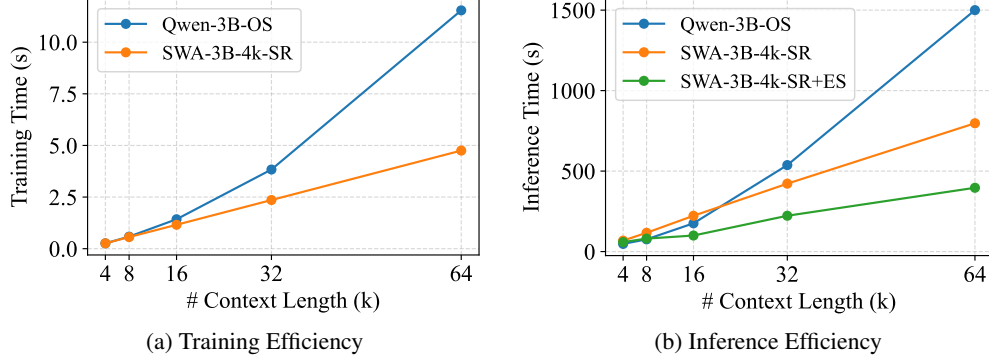 Training Time (s)
10.0
7.5
5.0
2.5
0.0
Qwen-3B-OS
SWA-3B-4k-SR
4 8 16 32 64
# Context Length (k)
(a) Training Efficiency
Inference Time (s)
1500
1000
500
0
Qwen-3B-OS
SWA-3B-4k-SR
SWA-3B-4k-SR+ES
4 8 16 32 64
# Context Length (k)
(b) Inference Efficiency